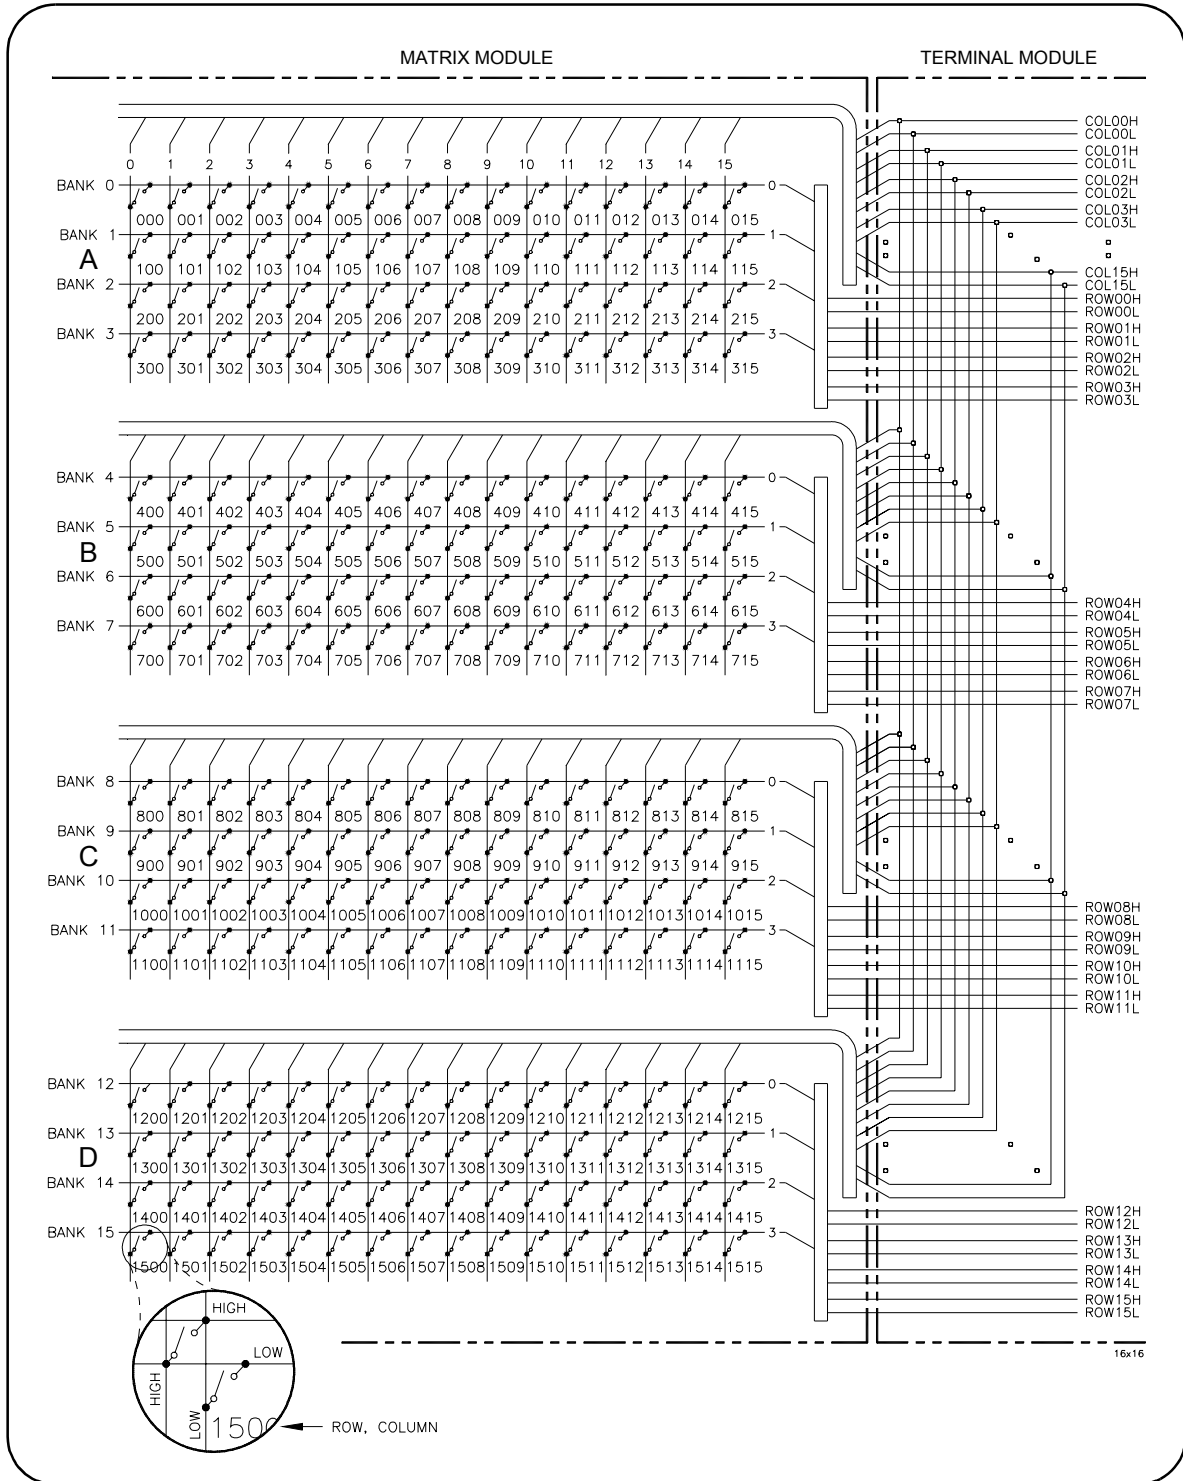 MATRIX MODULE TERMINAL MODULE
COL00H
COL00L
COL01H
COL01L
COL02H
COL02L
COL03H
COL03L
COL15H
COL15L
0 1 2 3 4 5 6 7 8 9 10 11 12 13 14 15
BANK 0 0
000 001 002 003 004 005 006 007 008 009 010 011 012 013 014 015
BANK 1 1
A
100 101 102 103 104 105 106 107 108 109 110 111 112 113 114 115
BANK 2 2
200 201 202 203 204 205 206 207 208 209 210 211 212 213 214 215
BANK 3 3
300 301 302 303 304 305 306 307 308 309 310 311 312 313 314 315
ROW00H
ROW00L
ROW01H
ROW01L
ROW02H
ROW02L
ROW03H
ROW03L
BANK 4 0
400 401 402 403 404 405 406 407 408 409 410 411 412 413 414 415
BANK 5 1
B
500 501 502 503 504 505 506 507 508 509 510 511 512 513 514 515
BANK 6 2
600 601 602 603 604 605 606 607 608 609 610 611 612 613 614 615
BANK 7 3
700 701 702 703 704 705 706 707 708 709 710 711 712 713 714 715
ROW04H
ROW04L
ROW05H
ROW05L
ROW06H
ROW06L
ROW07H
ROW07L
BANK 8 0
800 801 802 803 804 805 806 807 808 809 810 811 812 813 814 815
BANK 9 1
C
900 901 902 903 904 905 906 907 908 909 910 911 912 913 914 915
BANK 10 2
1000 1001 1002 1003 1004 1005 1006 1007 1008 1009 1010 1011 1012 1013 1014 1015
BANK 11 3
1100 1101 1102 1103 1104 1105 1106 1107 1108 1109 1110 1111 1112 1113 1114 1115
ROW08H
ROW08L
ROW09H
ROW09L
ROW10H
ROW10L
ROW11H
ROW11L
BANK 12 0
1200 1201 1202 1203 1204 1205 1206 1207 1208 1209 1210 1211 1212 1213 1214 1215
BANK 13 1
D
1300 1301 1302 1303 1304 1305 1306 1307 1308 1309 1310 1311 1312 1313 1314 1315
BANK 14 2
1400 1401 1402 1403 1404 1405 1406 1407 1408 1409 1410 1411 1412 1413 1414 1415
BANK 15 3
1500 1501 1502 1503 1504 1505 1506 1507 1508 1509 1510 1511 1512 1513 1514 1515
ROW12H
ROW12L
ROW13H
ROW13L
ROW14H
ROW14L
ROW15H
ROW15L
HIGH
LOW
HIGH
LOW
1500
ROW, COLUMN
16x16